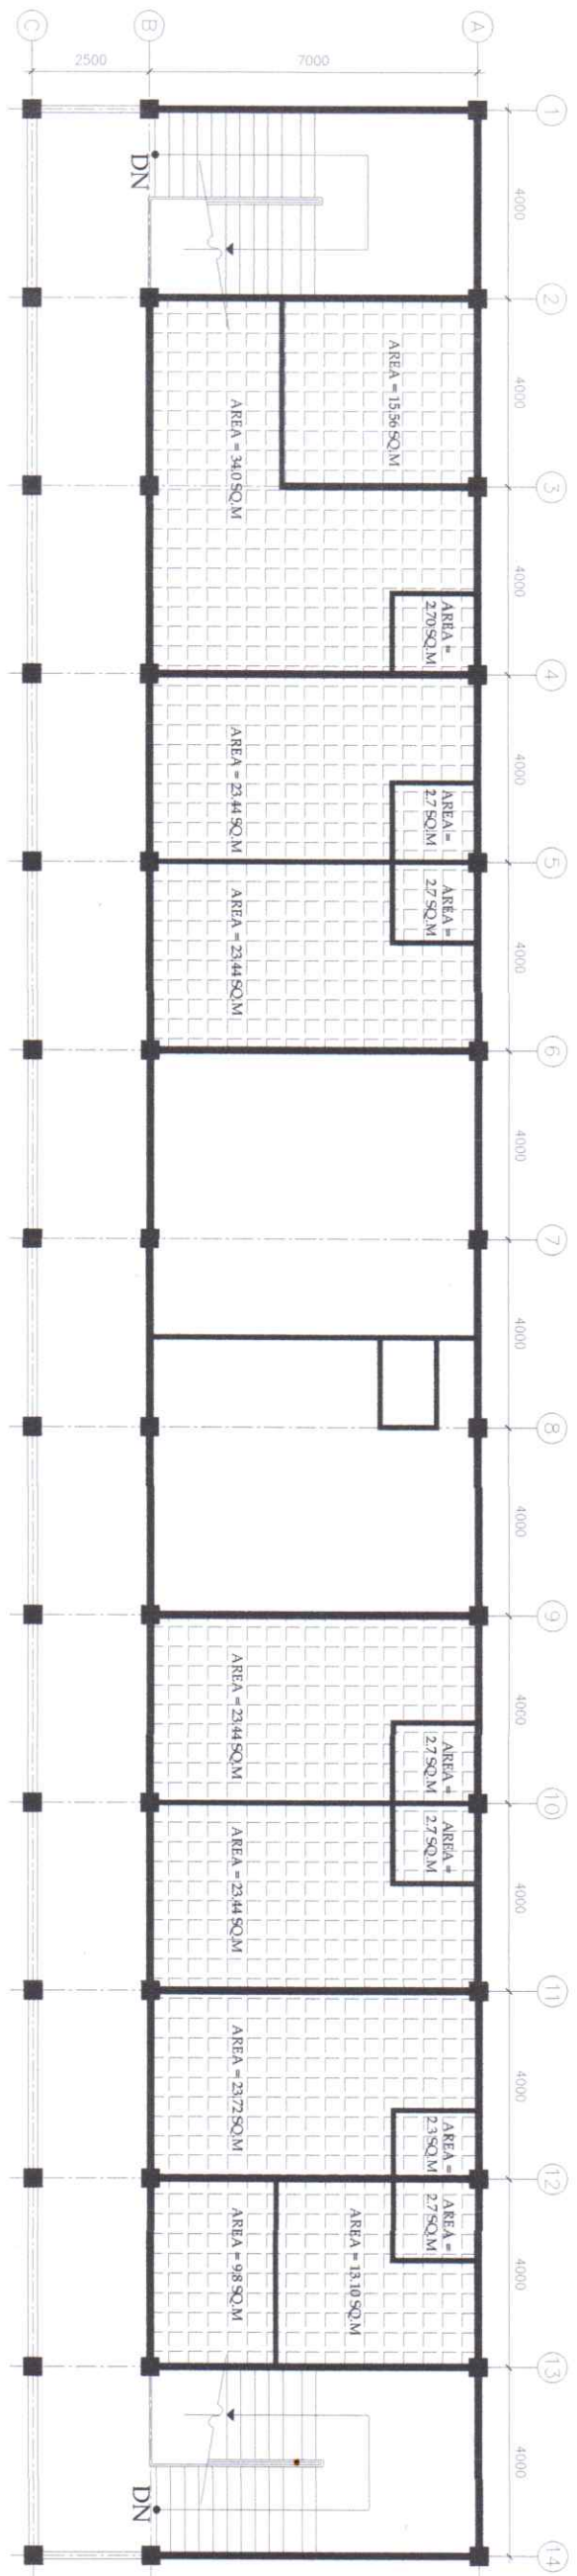 C
B
A
2500
7000
1
4000
2
4000
3
4000
4
4000
5
4000
6
4000
7
4000
8
4000
9
4000
10
4000
11
4000
12
4000
13
4000
14
DN
AREA = 15.56 SQ.M
AREA = 34.0 SQ.M
AREA =
2.70 SQ.M
AREA = 23.44 SQ.M
AREA =
2.7 SQ.M
AREA =
2.7 SQ.M
AREA = 23.44 SQ.M
AREA = 23.44 SQ.M
AREA =
2.7 SQ.M
AREA =
2.7 SQ.M
AREA = 23.44 SQ.M
AREA = 23.72 SQ.M
AREA =
2.3 SQ.M
AREA =
2.7 SQ.M
AREA = 9.8 SQ.M
AREA = 13.10 SQ.M
DN